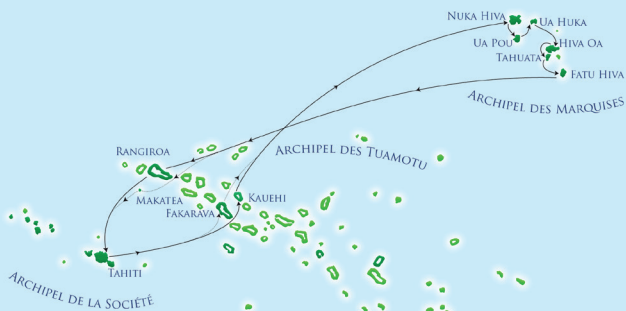 NUKA HIVA
UA HUKA
UA POU
HIVA OA
TAHUATA
FATU HIVA
ARCHIPEL DES MARQUISES
RANGIROA
ARCHIPEL DES TUAMOTU
MAKATEA
KAUEHI
FAKARAVA
TAHITI
ARCHIPEL DE LA SOCIÉTÉ